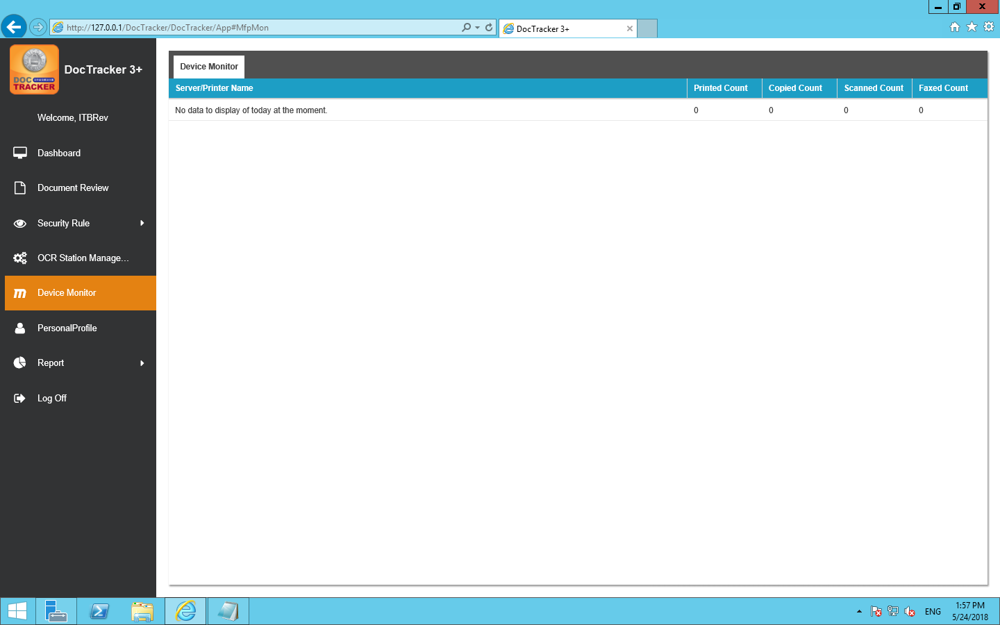 http://127.0.0.1/DocTracker/DocTracker/App#MfpMon
DocTracker 3+
DOC
TRACKER
DocTracker 3+
Welcome, ITBRev
Dashboard
Document Review
Security Rule
OCR Station Manage...
Device Monitor
PersonalProfile
Report
Log Off
Device Monitor
Server/Printer Name Printed Count Copied Count Scanned Count Faxed Count
No data to display of today at the moment. 0 0 0 0
ENG
1:57 PM
5/24/2018